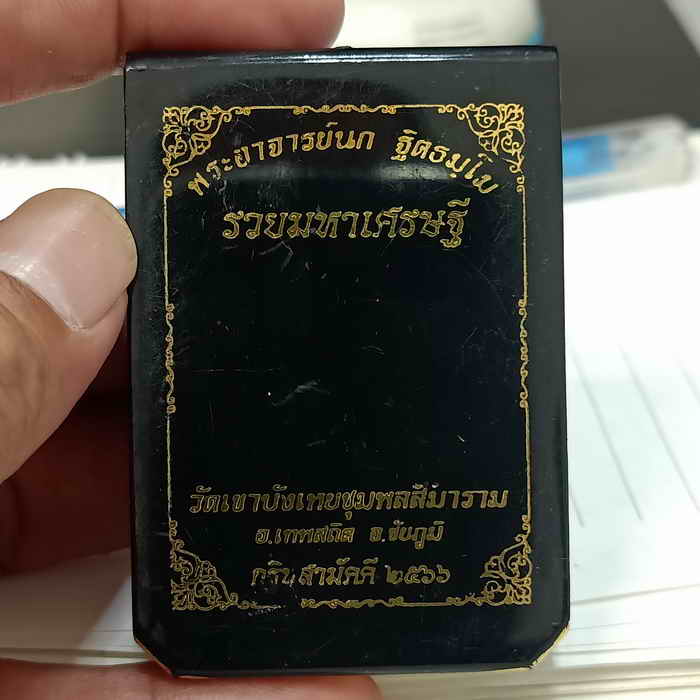 พระอาจารย์นก ฐิตธมฺโม
รวยมหาเศรษฐี
วัดเขาบังเหยชุมพลสีมาราม
อ.เทพสถิต จ.ชัยภูมิ
กฐินสามัคคี ๒๕๖๖